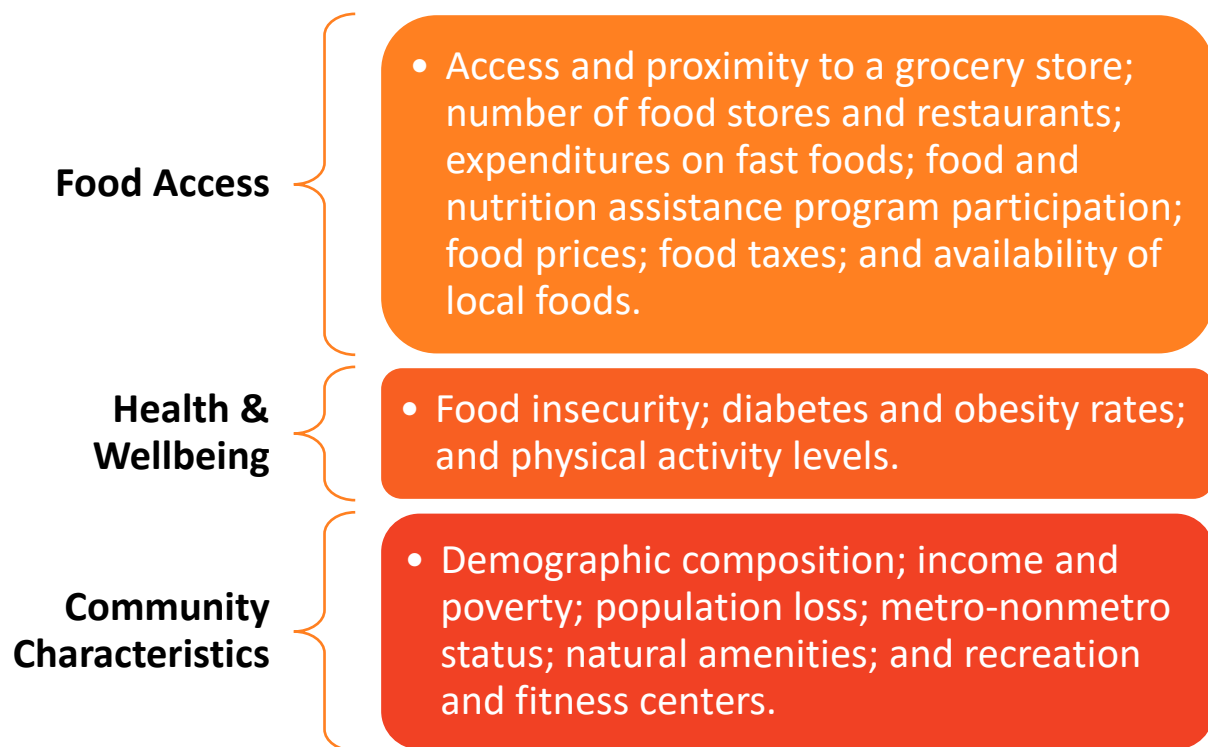 Food Access
• Access and proximity to a grocery store;
number of food stores and restaurants;
expenditures on fast foods; food and
nutrition assistance program participation;
food prices; food taxes; and availability of
local foods.
Health &
Wellbeing
• Food insecurity; diabetes and obesity rates;
and physical activity levels.
Community
Characteristics
• Demographic composition; income and
poverty; population loss; metro-nonmetro
status; natural amenities; and recreation
and fitness centers.